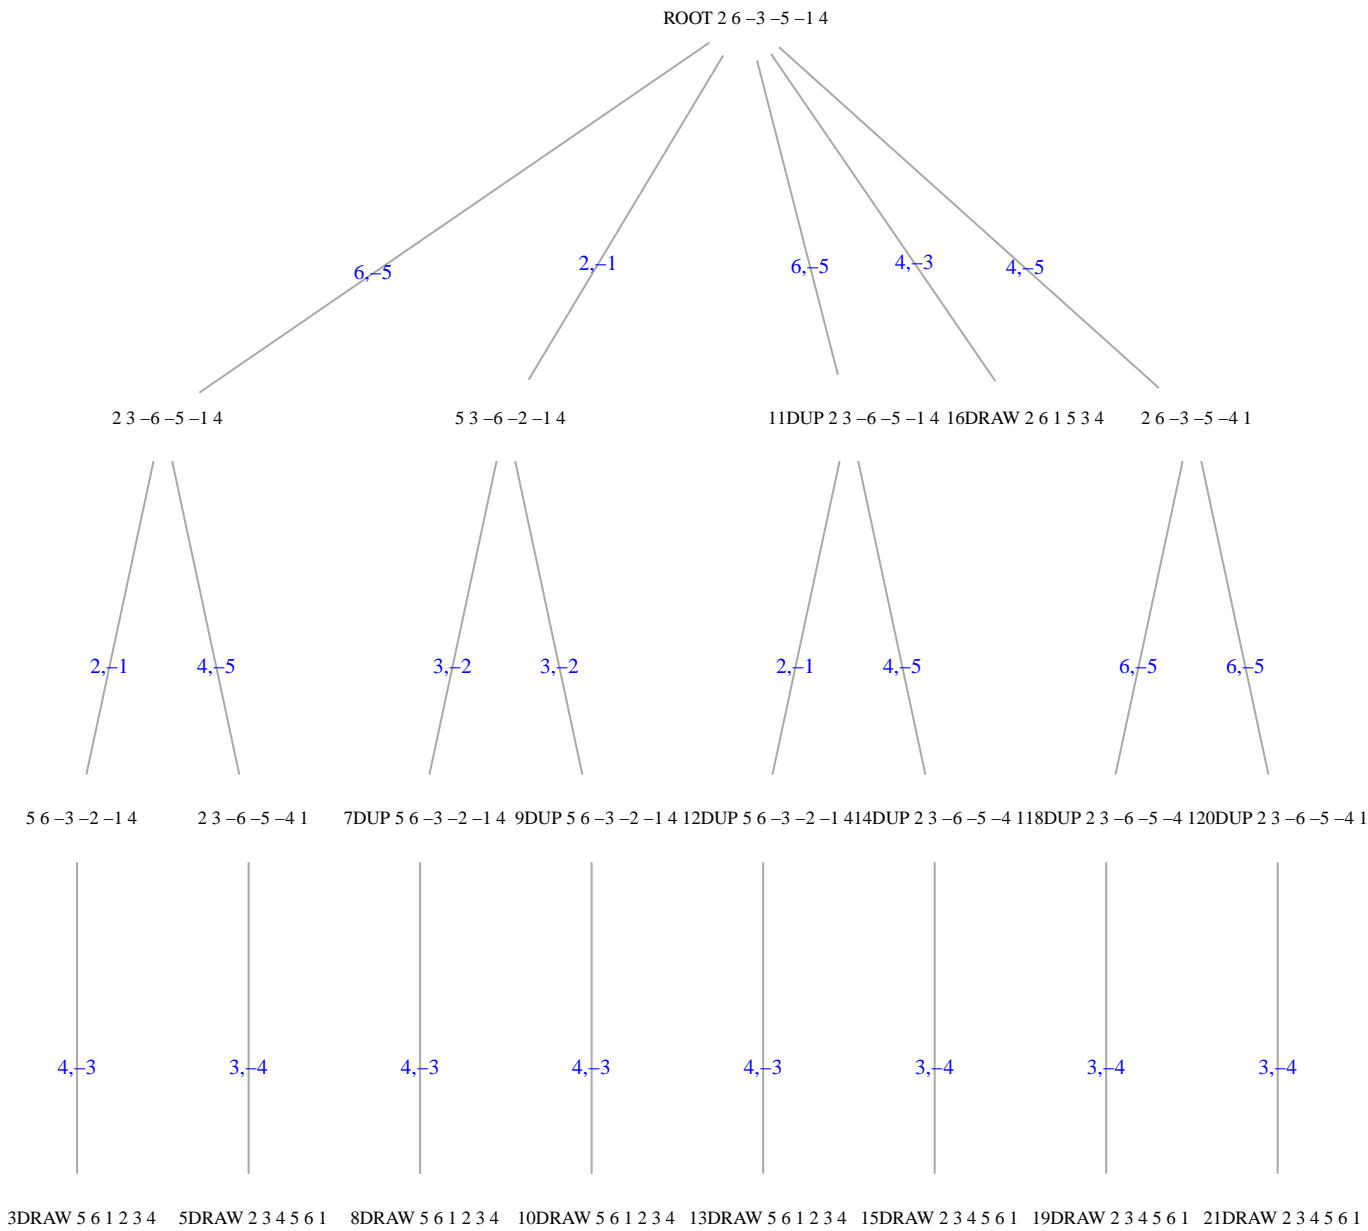 ROOT 2 6 –3 –5 –1 4
6,–5 2,–1 6,–5 4,–3 4,–5
2 3 –6 –5 –1 4 5 3 –6 –2 –1 4 11DUP 2 3 –6 –5 –1 4 16DRAW 2 6 1 5 3 4 2 6 –3 –5 –4 1
2,–1 4,–5 3,–2 3,–2 2,–1 4,–5 6,–5 6,–5
5 6 –3 –2 –1 4 2 3 –6 –5 –4 1 7DUP 5 6 –3 –2 –1 4 9DUP 5 6 –3 –2 –1 4 12DUP 5 6 –3 –2 –1 414DUP 2 3 –6 –5 –4 118DUP 2 3 –6 –5 –4 120DUP 2 3 –6 –5 –4 1
4,–3 3,–4 4,–3 4,–3 4,–3 3,–4 3,–4 3,–4
3DRAW 5 6 1 2 3 4 5DRAW 2 3 4 5 6 1 8DRAW 5 6 1 2 3 4 10DRAW 5 6 1 2 3 4 13DRAW 5 6 1 2 3 4 15DRAW 2 3 4 5 6 1 19DRAW 2 3 4 5 6 1 21DRAW 2 3 4 5 6 1